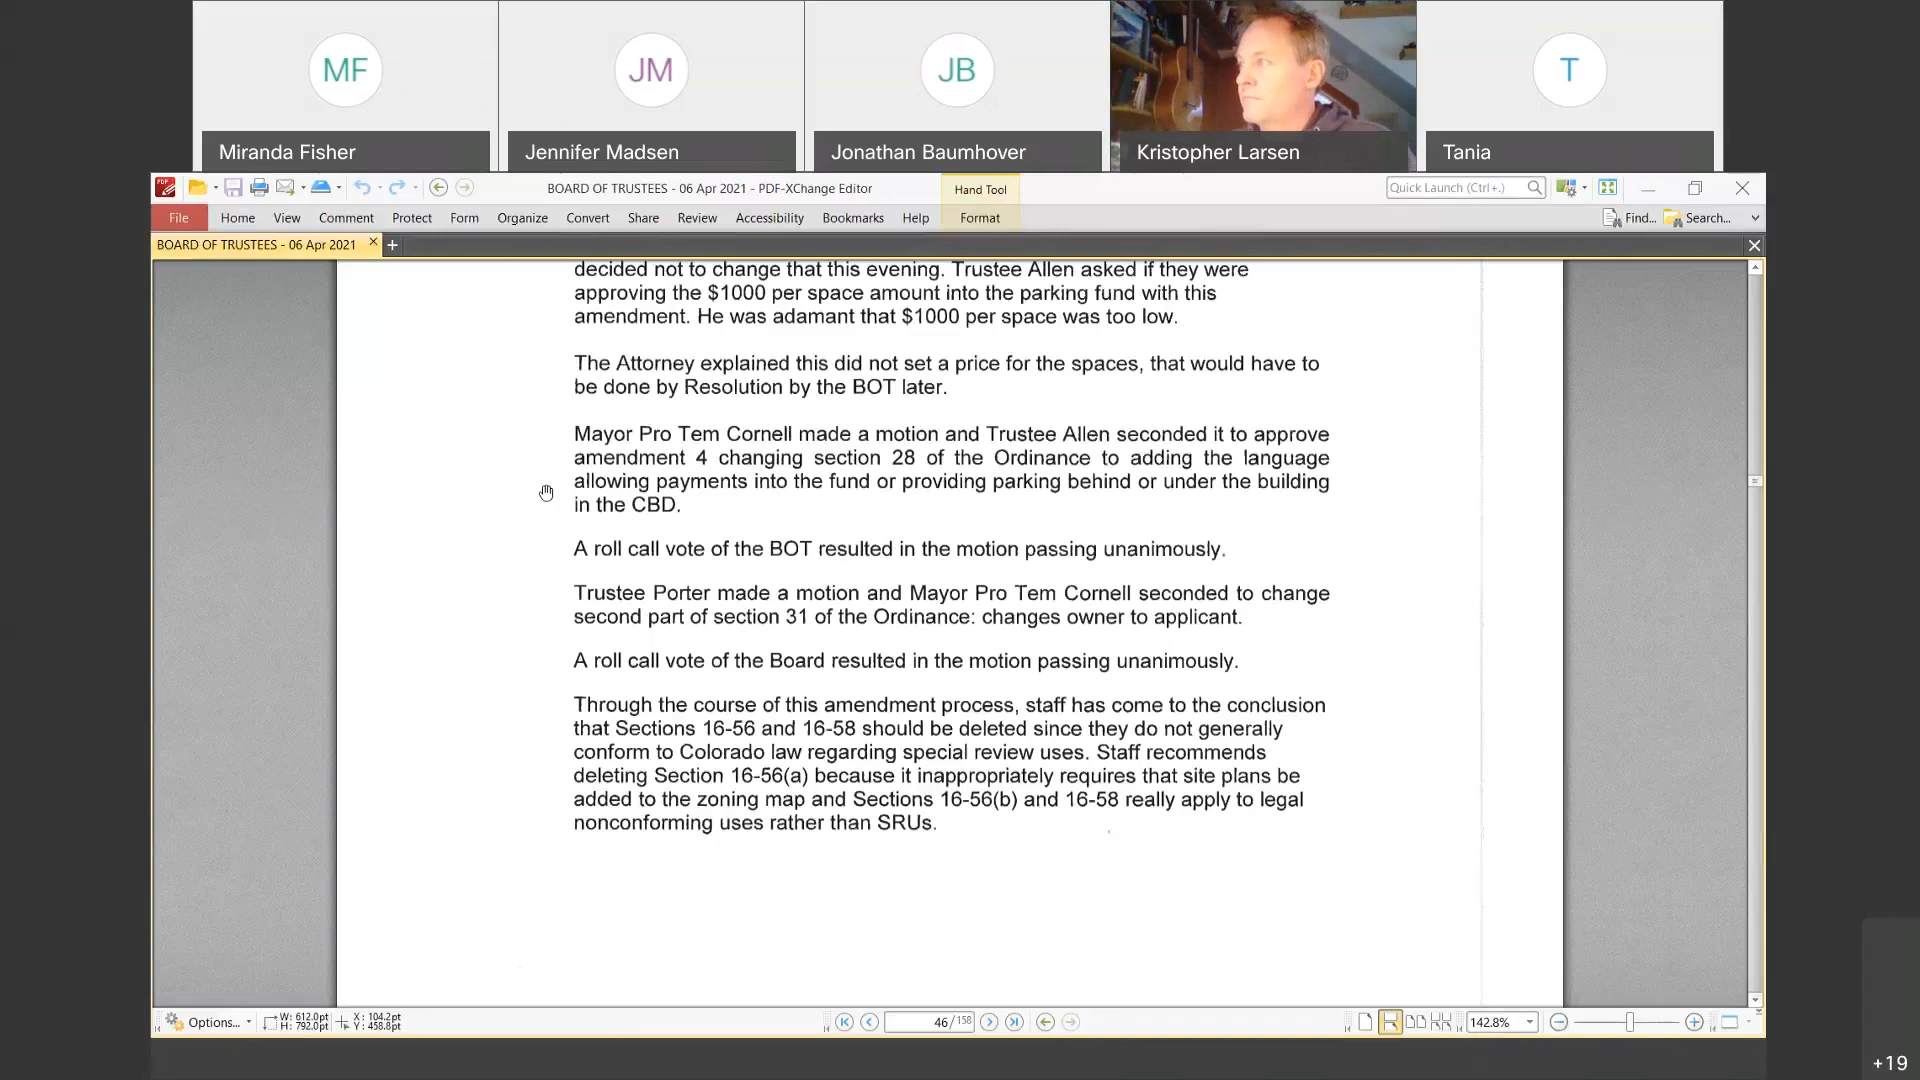 MF
JM
JB
T
Miranda Fisher
Jennifer Madsen
Jonathan Baumhover
Kristopher Larsen
Tania
BOARD OF TRUSTEES - 06 Apr 2021 - PDF-XChange Editor
Hand Tool
Quick Launch (Ctrl+.)
File
Home
View
Comment
Protect
Form
Organize
Convert
Share
Review
Accessibility
Bookmarks
Help
Format
Find...
Search...
BOARD OF TRUSTEES - 06 Apr 2021
decided not to change that this evening. Trustee Allen asked if they were
approving the $1000 per space amount into the parking fund with this
amendment. He was adamant that $1000 per space was too low.
The Attorney explained this did not set a price for the spaces, that would have to
be done by Resolution by the BOT later.
Mayor Pro Tem Cornell made a motion and Trustee Allen seconded it to approve
amendment 4 changing section 28 of the Ordinance to adding the language
allowing payments into the fund or providing parking behind or under the building
in the CBD.
A roll call vote of the BOT resulted in the motion passing unanimously.
Trustee Porter made a motion and Mayor Pro Tem Cornell seconded to change
second part of section 31 of the Ordinance: changes owner to applicant.
A roll call vote of the Board resulted in the motion passing unanimously.
Through the course of this amendment process, staff has come to the conclusion
that Sections 16-56 and 16-58 should be deleted since they do not generally
conform to Colorado law regarding special review uses. Staff recommends
deleting Section 16-56(a) because it inappropriately requires that site plans be
added to the zoning map and Sections 16-56(b) and 16-58 really apply to legal
nonconforming uses rather than SRUs.
Options...
W: 612.0pt
H: 792.0pt
X: 104.2pt
Y: 458.8pt
46 / 158
142.8%
+19